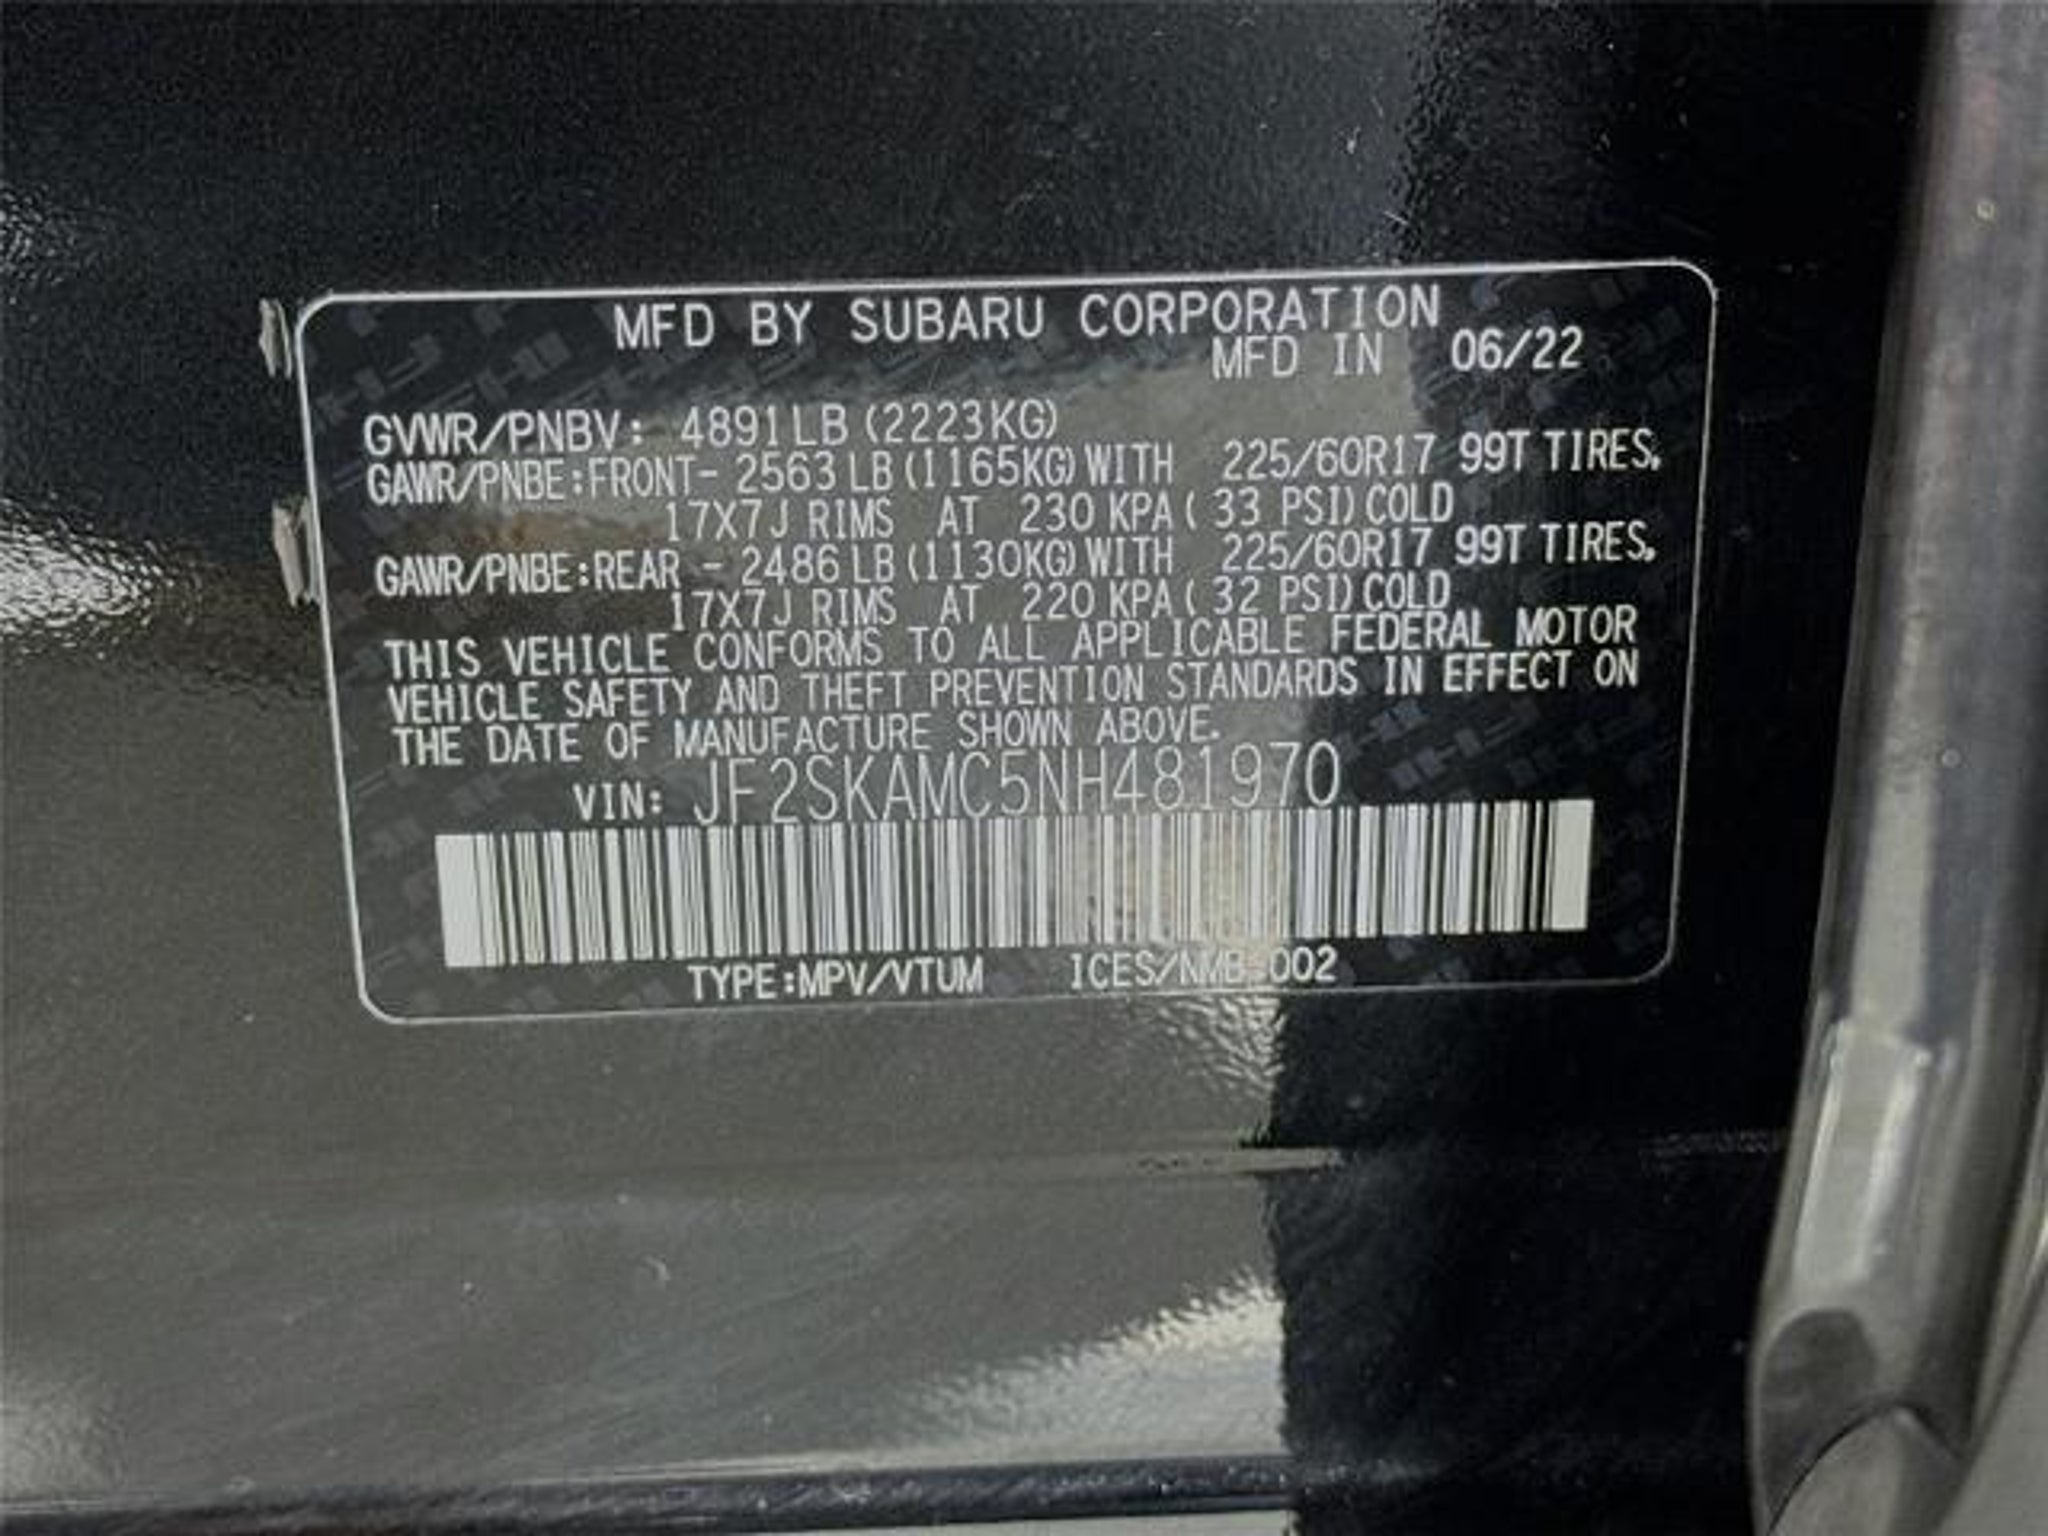 MFD BY SUBARU CORPORATION
MFD IN 06/22
GVWR/PNBV: 4891LB (2223KG)
GAWR/PNBE:FRONT- 2563 LB (1165KG) WITH 225/60R17 99T TIRES.
17X7J RIMS AT 230 KPA ( 33 PSI) COLD
GAWR/PNBE:REAR - 2486 LB (1130KG) WITH 225/60R17 99T TIRES.
17X7J RIMS AT 220 KPA ( 32 PSI) COLD
THIS VEHICLE CONFORMS TO ALL APPLICABLE FEDERAL MOTOR
VEHICLE SAFETY AND THEFT PREVENTION STANDARDS IN EFFECT ON
THE DATE OF MANUFACTURE SHOWN ABOVE.
VIN: JF2SKAMC5NH481970
TYPE:MPV/VTUM ICES/NMB-002